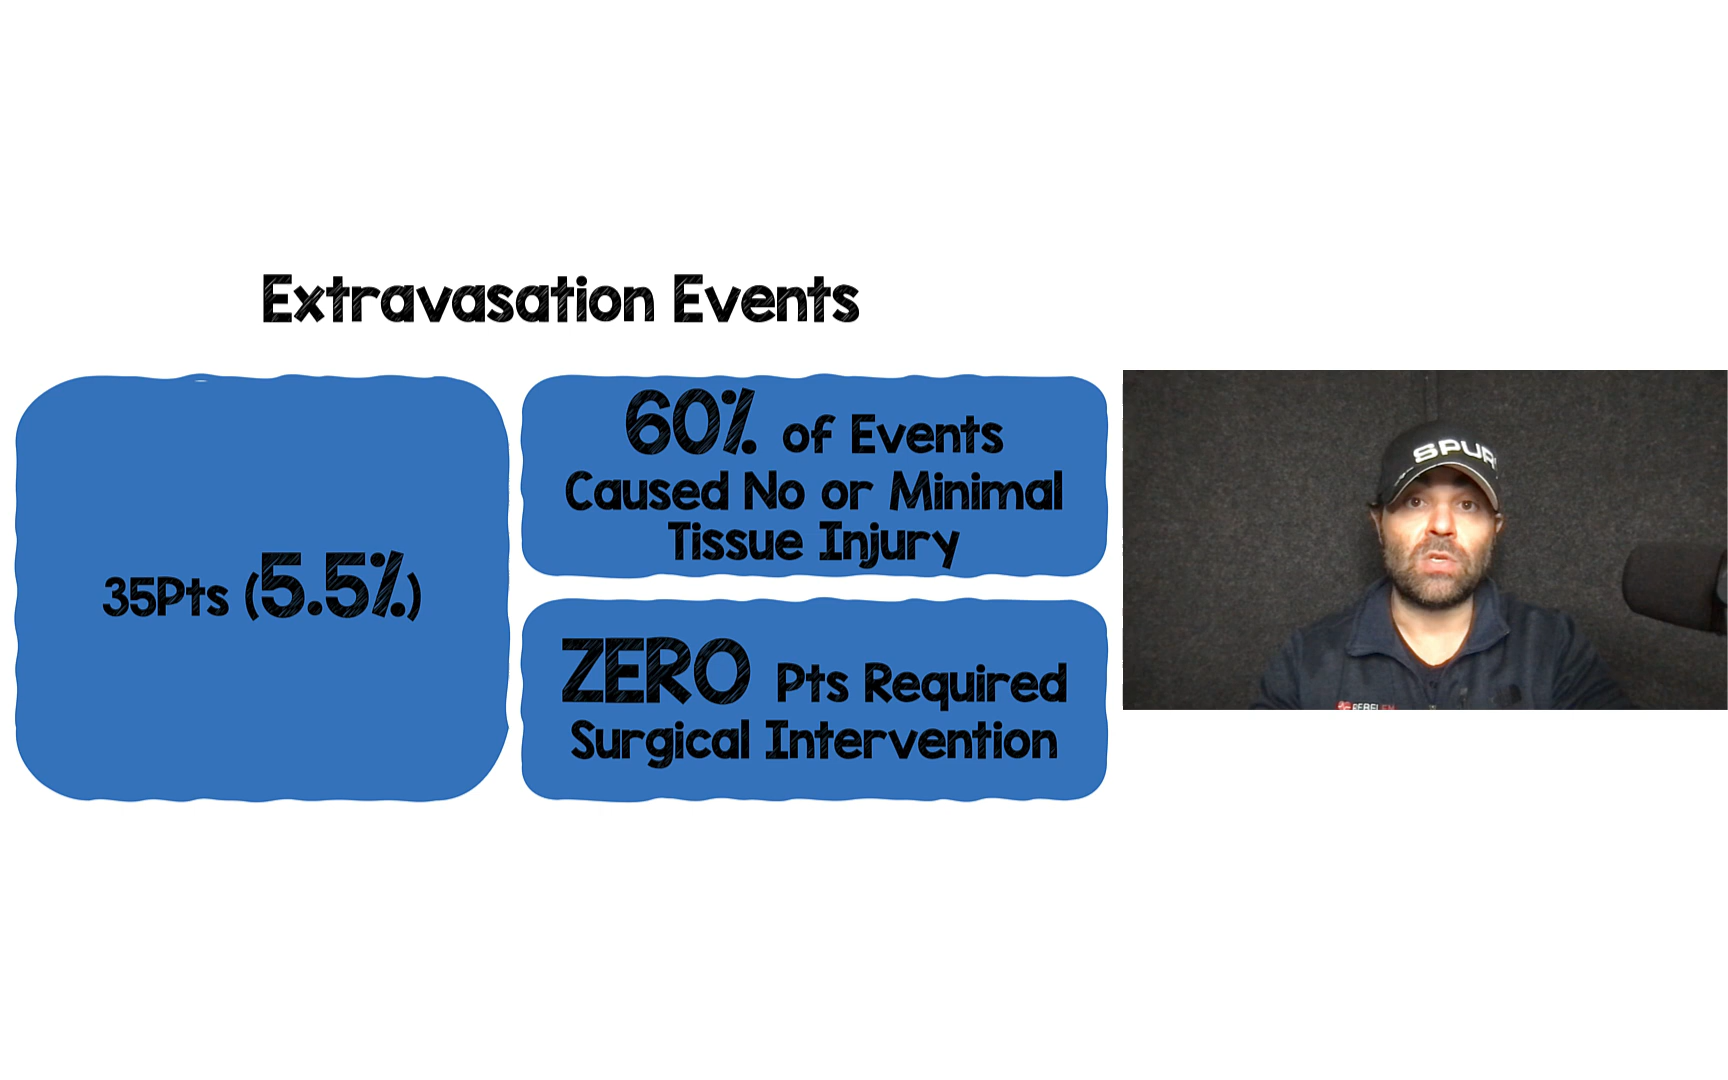 Extravasation Events
35Pts (5.5%)
60% of Events
Caused No or Minimal
Tissue Injury
ZERO Pts Required
Surgical Intervention
SPUR
REBELEM